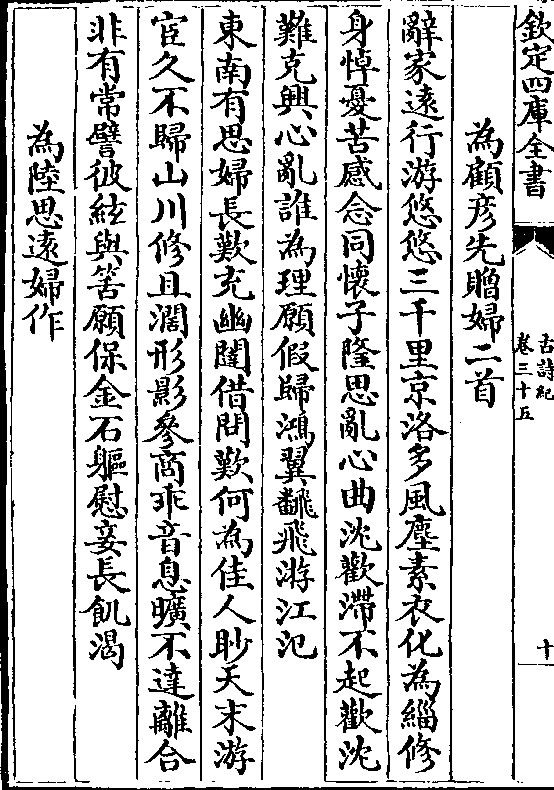 欽定四庫全書
古詩紀
卷三十五
十
為顧彦先贈婦二首
辭家遠行游悠悠三千里京洛多風塵素衣化為緇修
身悼憂苦感念同懷子隆思亂心曲沈歡滯不起歡沈
難克興心亂誰為理願假歸鴻翼飜飛游江汜
東南有思婦長歎充幽闥借問歎何為佳人眇天末游
宦久不歸山川修且濶形影參商乖音息曠不達離合
非有常譬彼絃與筈願保金石軀慰妾長飢渴
為陸思遠婦作